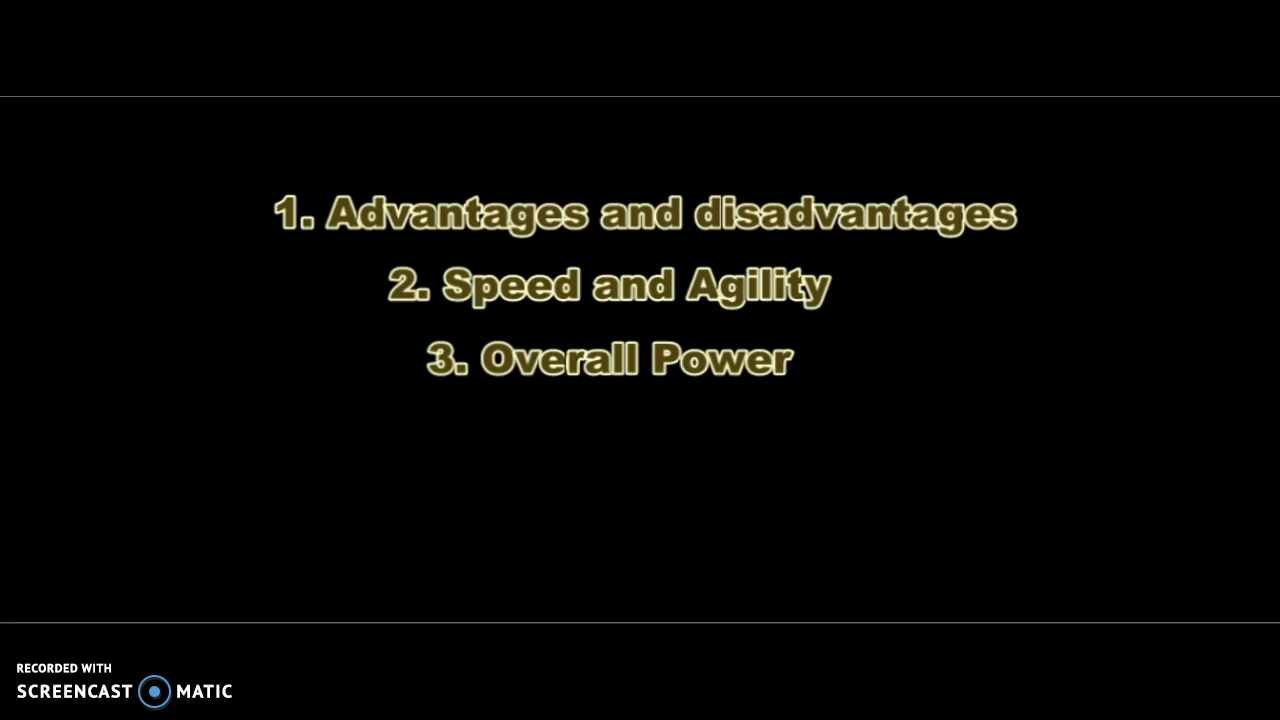 1. Advantages and disadvantages
2. Speed and Agility
3. Overall Power
RECORDED WITH
SCREENCAST MATIC